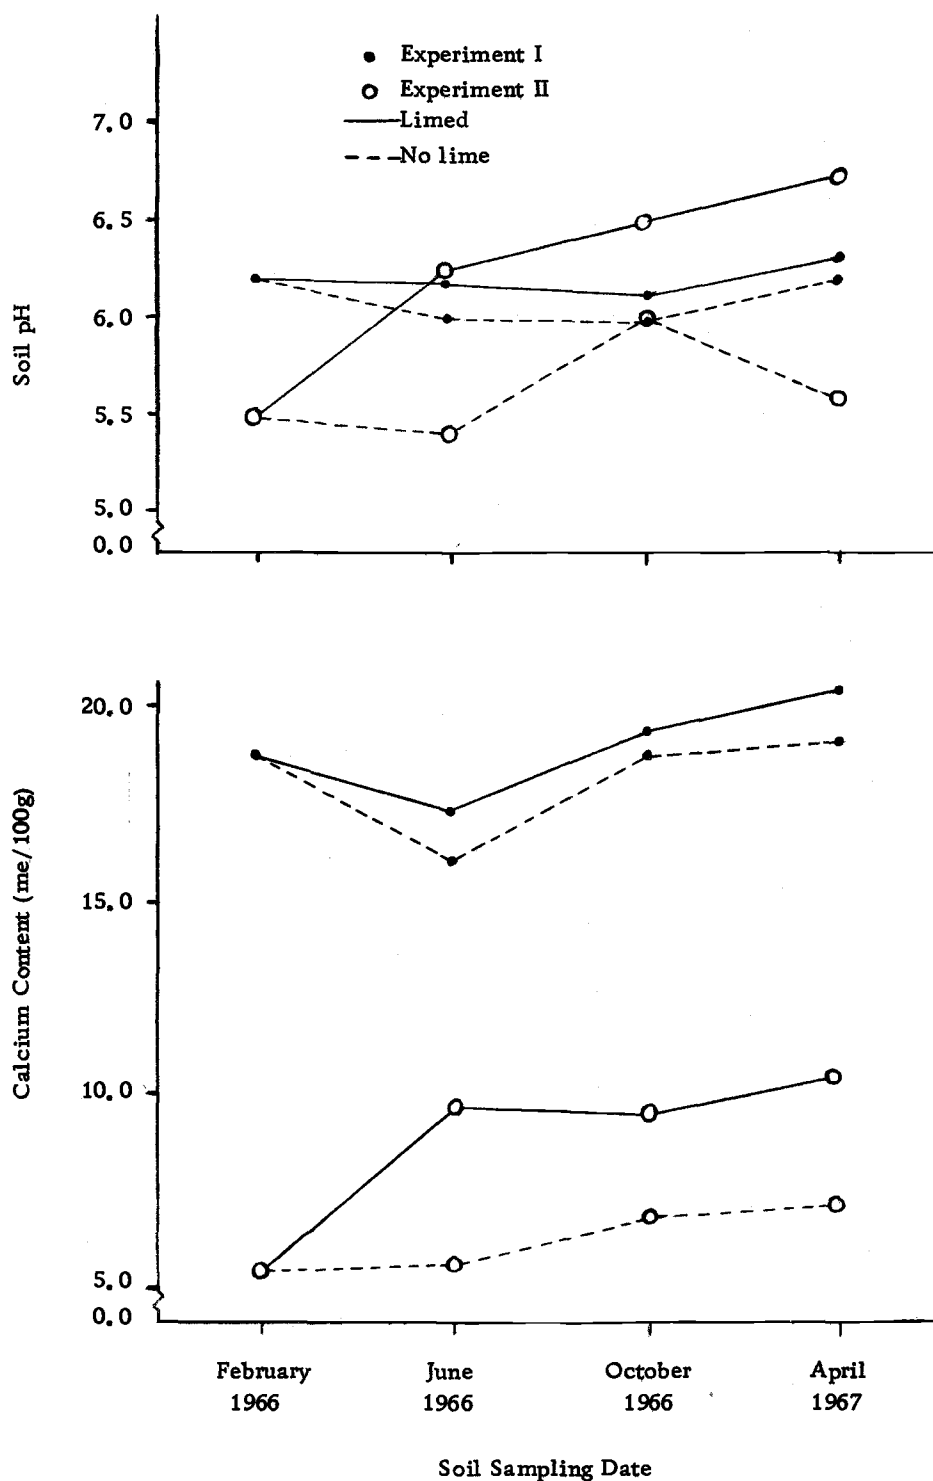 Experiment I
Experiment II
Limed
No lime
7.0
6.5
6.0
5.5
5.0
0.0
Soil pH
20.0
15.0
10.0
5.0
0.0
Calcium Content (me/100g)
February
1966
June
1966
October
1966
April
1967
Soil Sampling Date